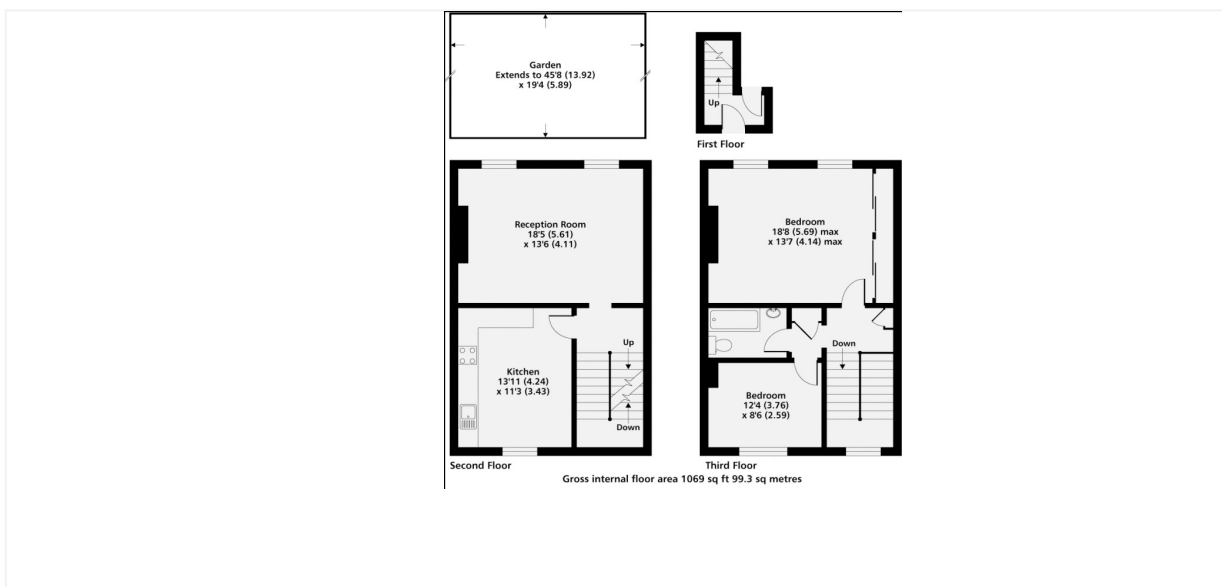 Garden
Extends to 45'8 (13.92)
x 19'4 (5.89)
Up
First Floor
Reception Room
18'5 (5.61)
x 13'6 (4.11)
Bedroom
18'8 (5.69) max
x 13'7 (4.14) max
Kitchen
13'11 (4.24)
x 11'3 (3.43)
Up
Down
Second Floor
Down
Bedroom
12'4 (3.76)
x 8'6 (2.59)
Third Floor
Gross internal floor area 1069 sq ft 99.3 sq metres